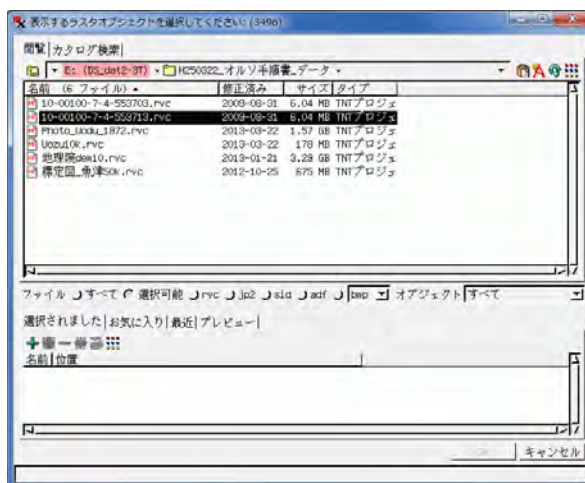 表示するラスタオブジェクトを選択してください: (3496)
閲覧 カタログ検索
E: (DS_dat2-3T) H250322_オルソ手順書_データ
名前 (6 ファイル) 修正済み サイズ タイプ
10-00100-7-4-553703.rvc 2009-08-31 6.04 MB TNTプロジェ
10-00100-7-4-553713.rvc 2009-08-31 6.04 MB TNTプロジェ
Photo_Uodu_1872.rvc 2013-03-22 1.57 GB TNTプロジェ
Uozu10k.rvc 2013-03-22 178 MB TNTプロジェ
地理院dem10.rvc 2013-01-21 3.29 GB TNTプロジェ
標定図_魚津50k.rvc 2012-10-25 675 MB TNTプロジェ
ファイル すべて 選択可能 rvc jp2 sid adf bmp オブジェクト すべて
選択されました お気に入り 最近 プレビュー
名前 位置
キャンセル